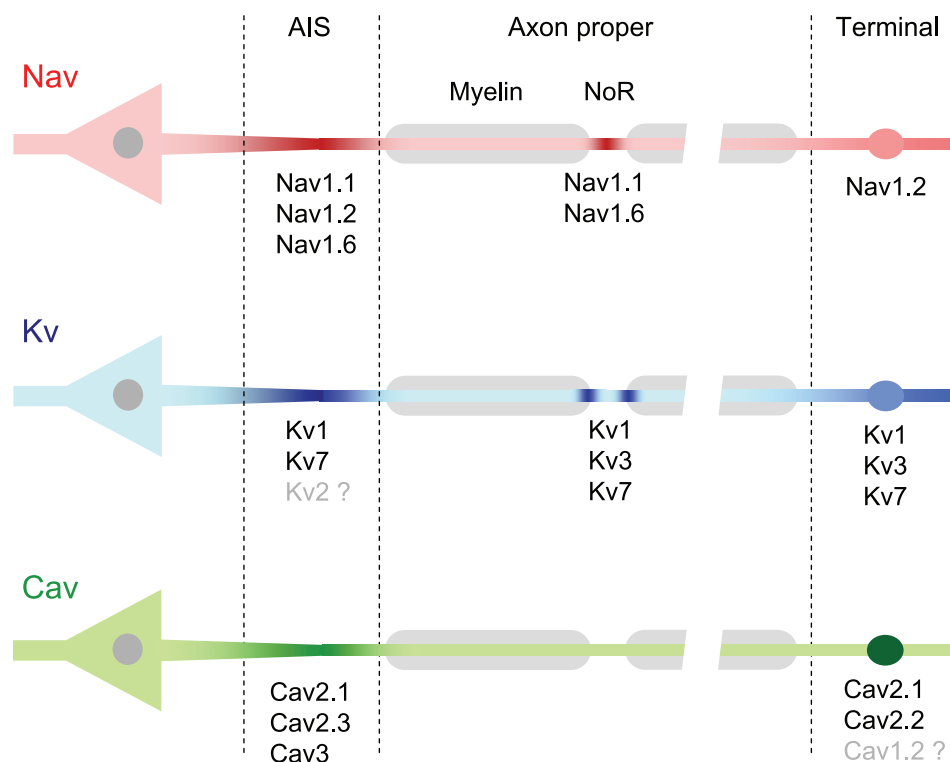 AIS
Axon proper
Terminal
Nav
Myelin
NoR
Nav1.1
Nav1.2
Nav1.6
Nav1.1
Nav1.6
Nav1.2
Kv
Kv1
Kv7
Kv2 ?
Kv1
Kv3
Kv7
Kv1
Kv3
Kv7
Cav
Cav2.1
Cav2.3
Cav3
Cav2.1
Cav2.2
Cav1.2 ?